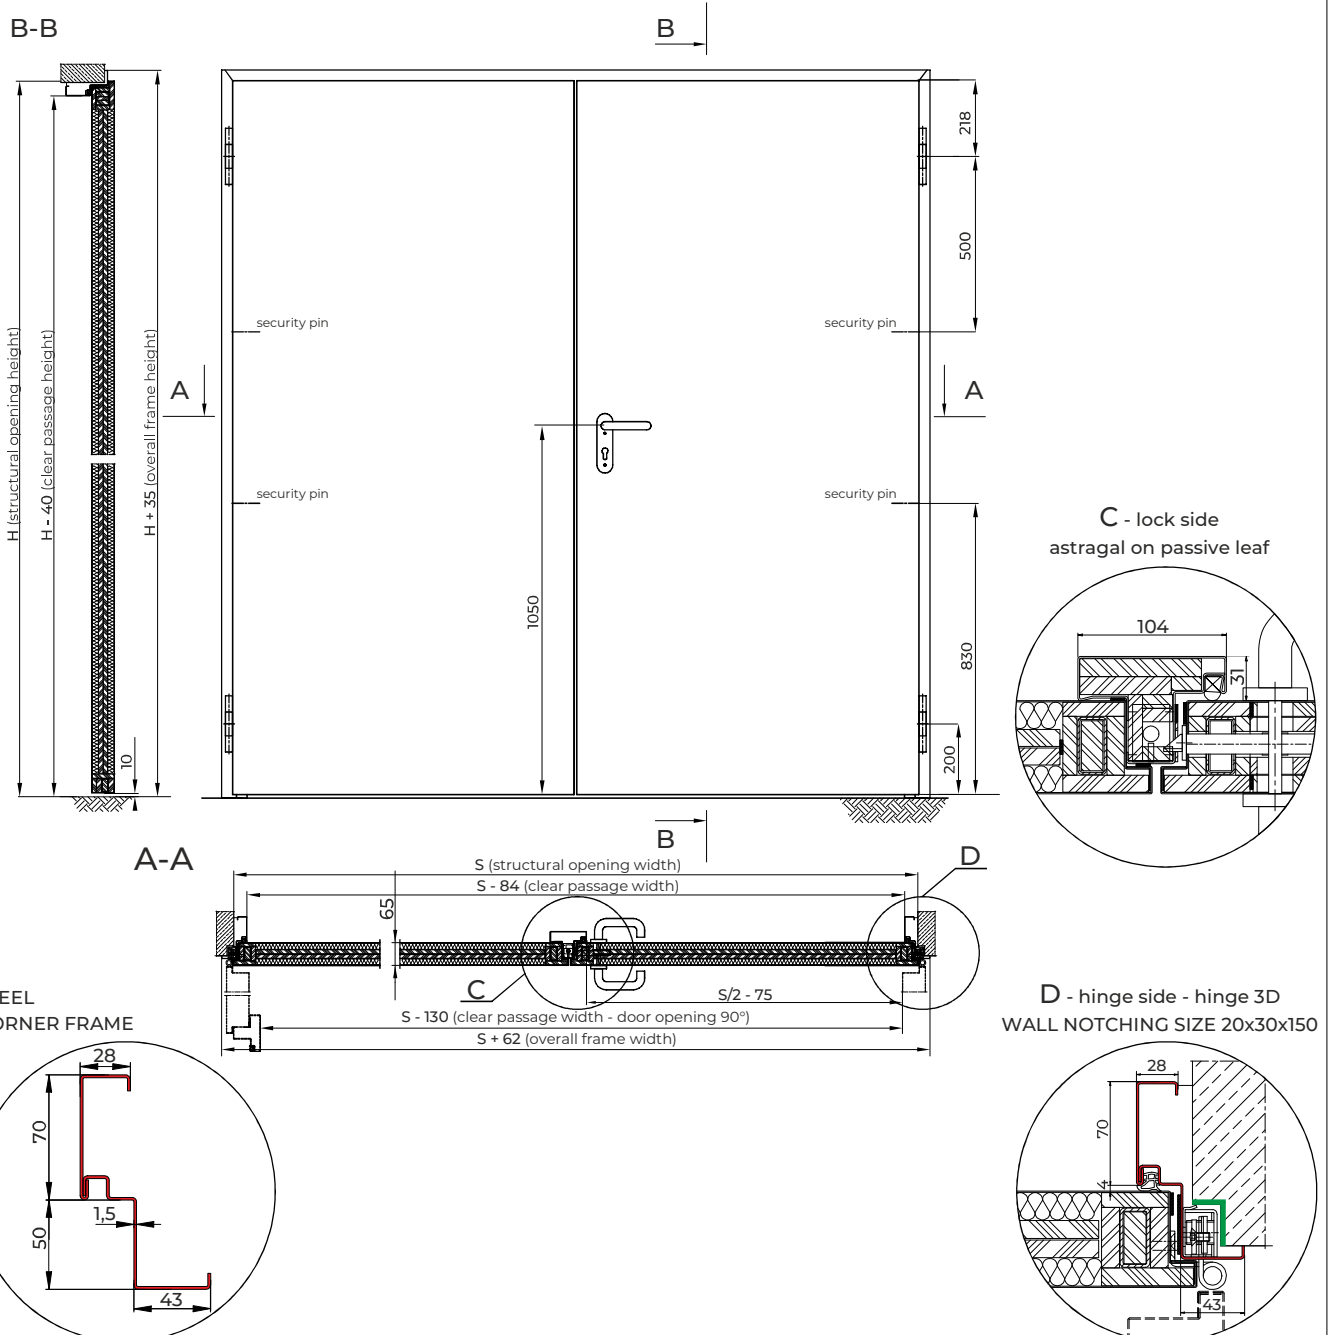 B-B
B
218
500
security pin
security pin
A
A
H (structural opening height)
H - 40 (clear passage height)
H + 35 (overall frame height)
security pin
security pin
1050
830
200
10
C - lock side
astragal on passive leaf
104
31
B
A-A
S (structural opening width)
S - 84 (clear passage width)
D
65
C
S/2 - 75
S - 130 (clear passage width - door opening 90°)
S + 62 (overall frame width)
EEL
ORNER FRAME
28
70
1,5
50
43
D - hinge side - hinge 3D
WALL NOTCHING SIZE 20x30x150
28
70
4
43